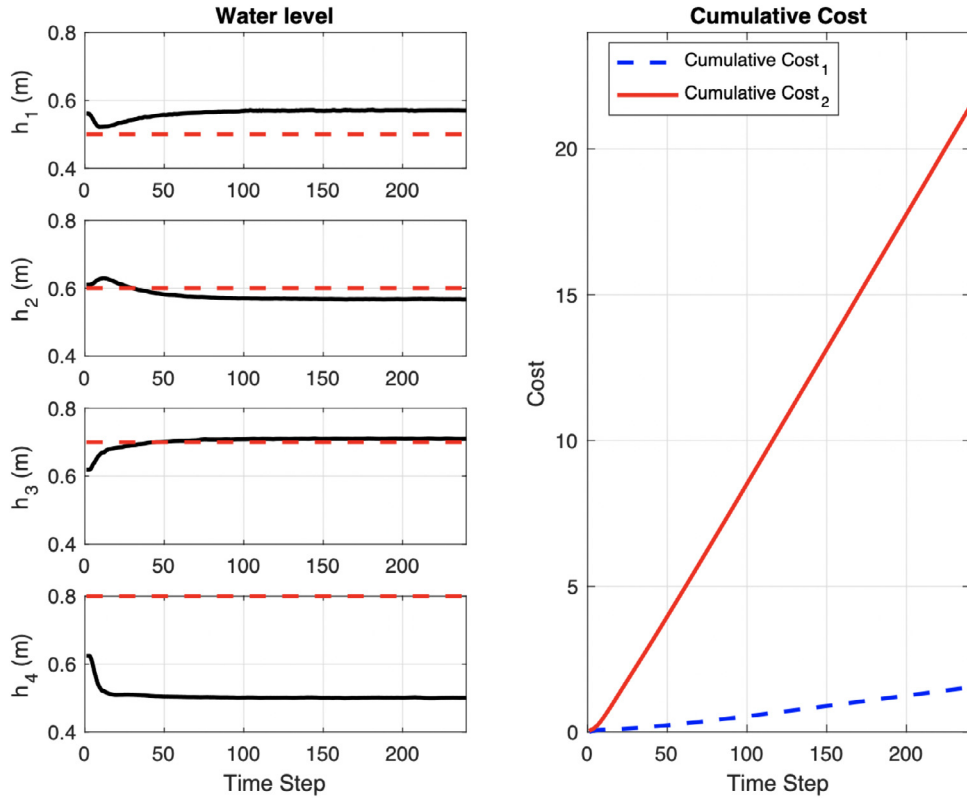 Water level
0.8
0.6
0.4
h1 (m)
0 50 100 150 200
0.8
0.6
0.4
h2 (m)
0 50 100 150 200
0.8
0.6
0.4
h3 (m)
0 50 100 150 200
0.8
0.6
0.4
h4 (m)
0 50 100 150 200
Time Step
Cumulative Cost
Cumulative Cost1
Cumulative Cost2
20
15
10
5
0
Cost
0 50 100 150 200
Time Step